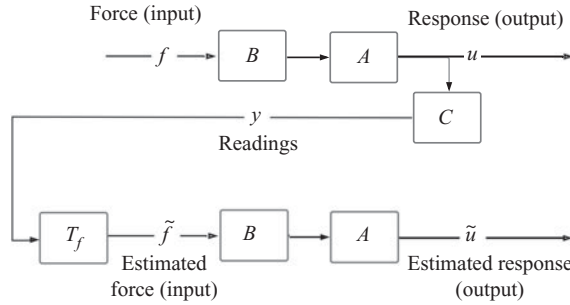 Force (input) Response (output)
f B A u
C
y
Readings
T_f f̃ B A ũ
Estimated force (input) Estimated response (output)